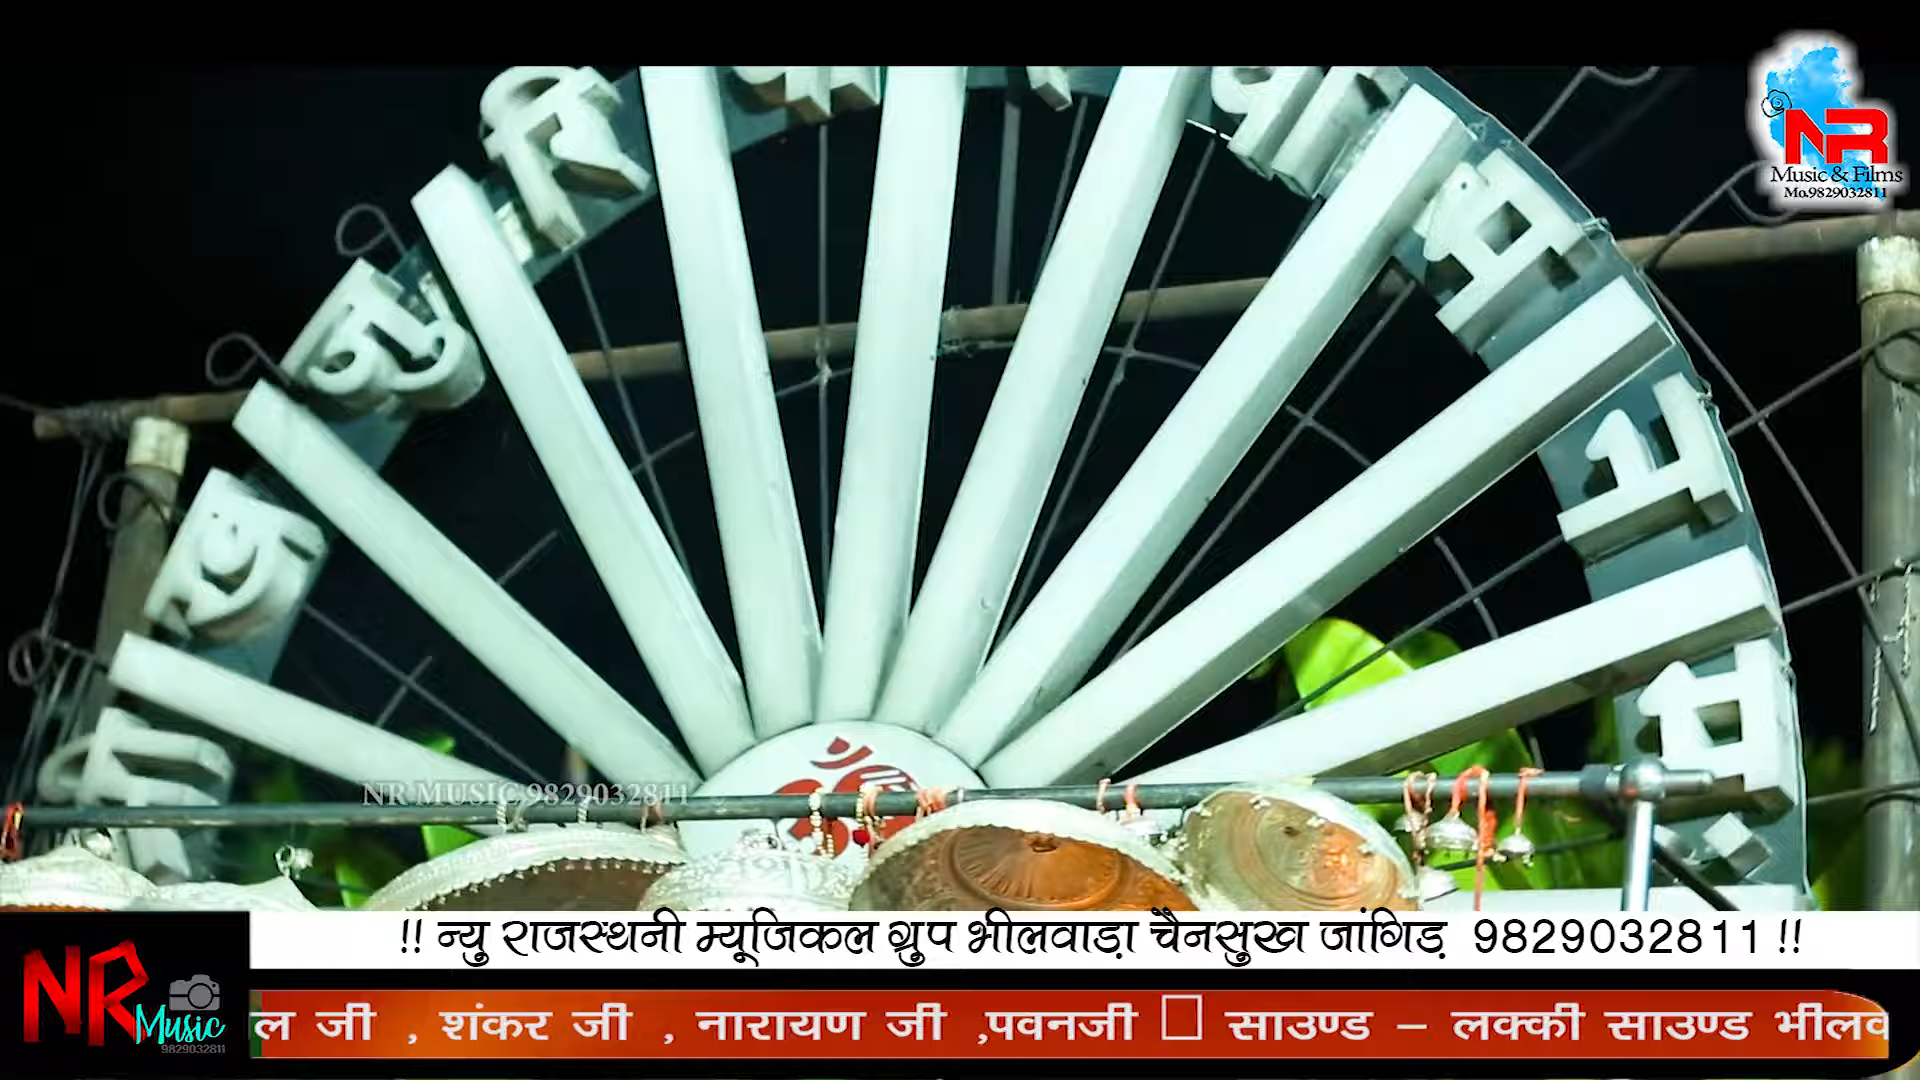 NR
Music & Films
Mo.9829032811
ॐ
NR MUSIC 9829032811
!! न्यु राजस्थनी म्यूजिकल ग्रुप भीलवाड़ा चैनसुख जांगिड़ 9829032811 !!
NR
Music
9829032811
ल जी , शंकर जी , नारायण जी ,पवनजी □ साउण्ड – लक्की साउण्ड भीलव